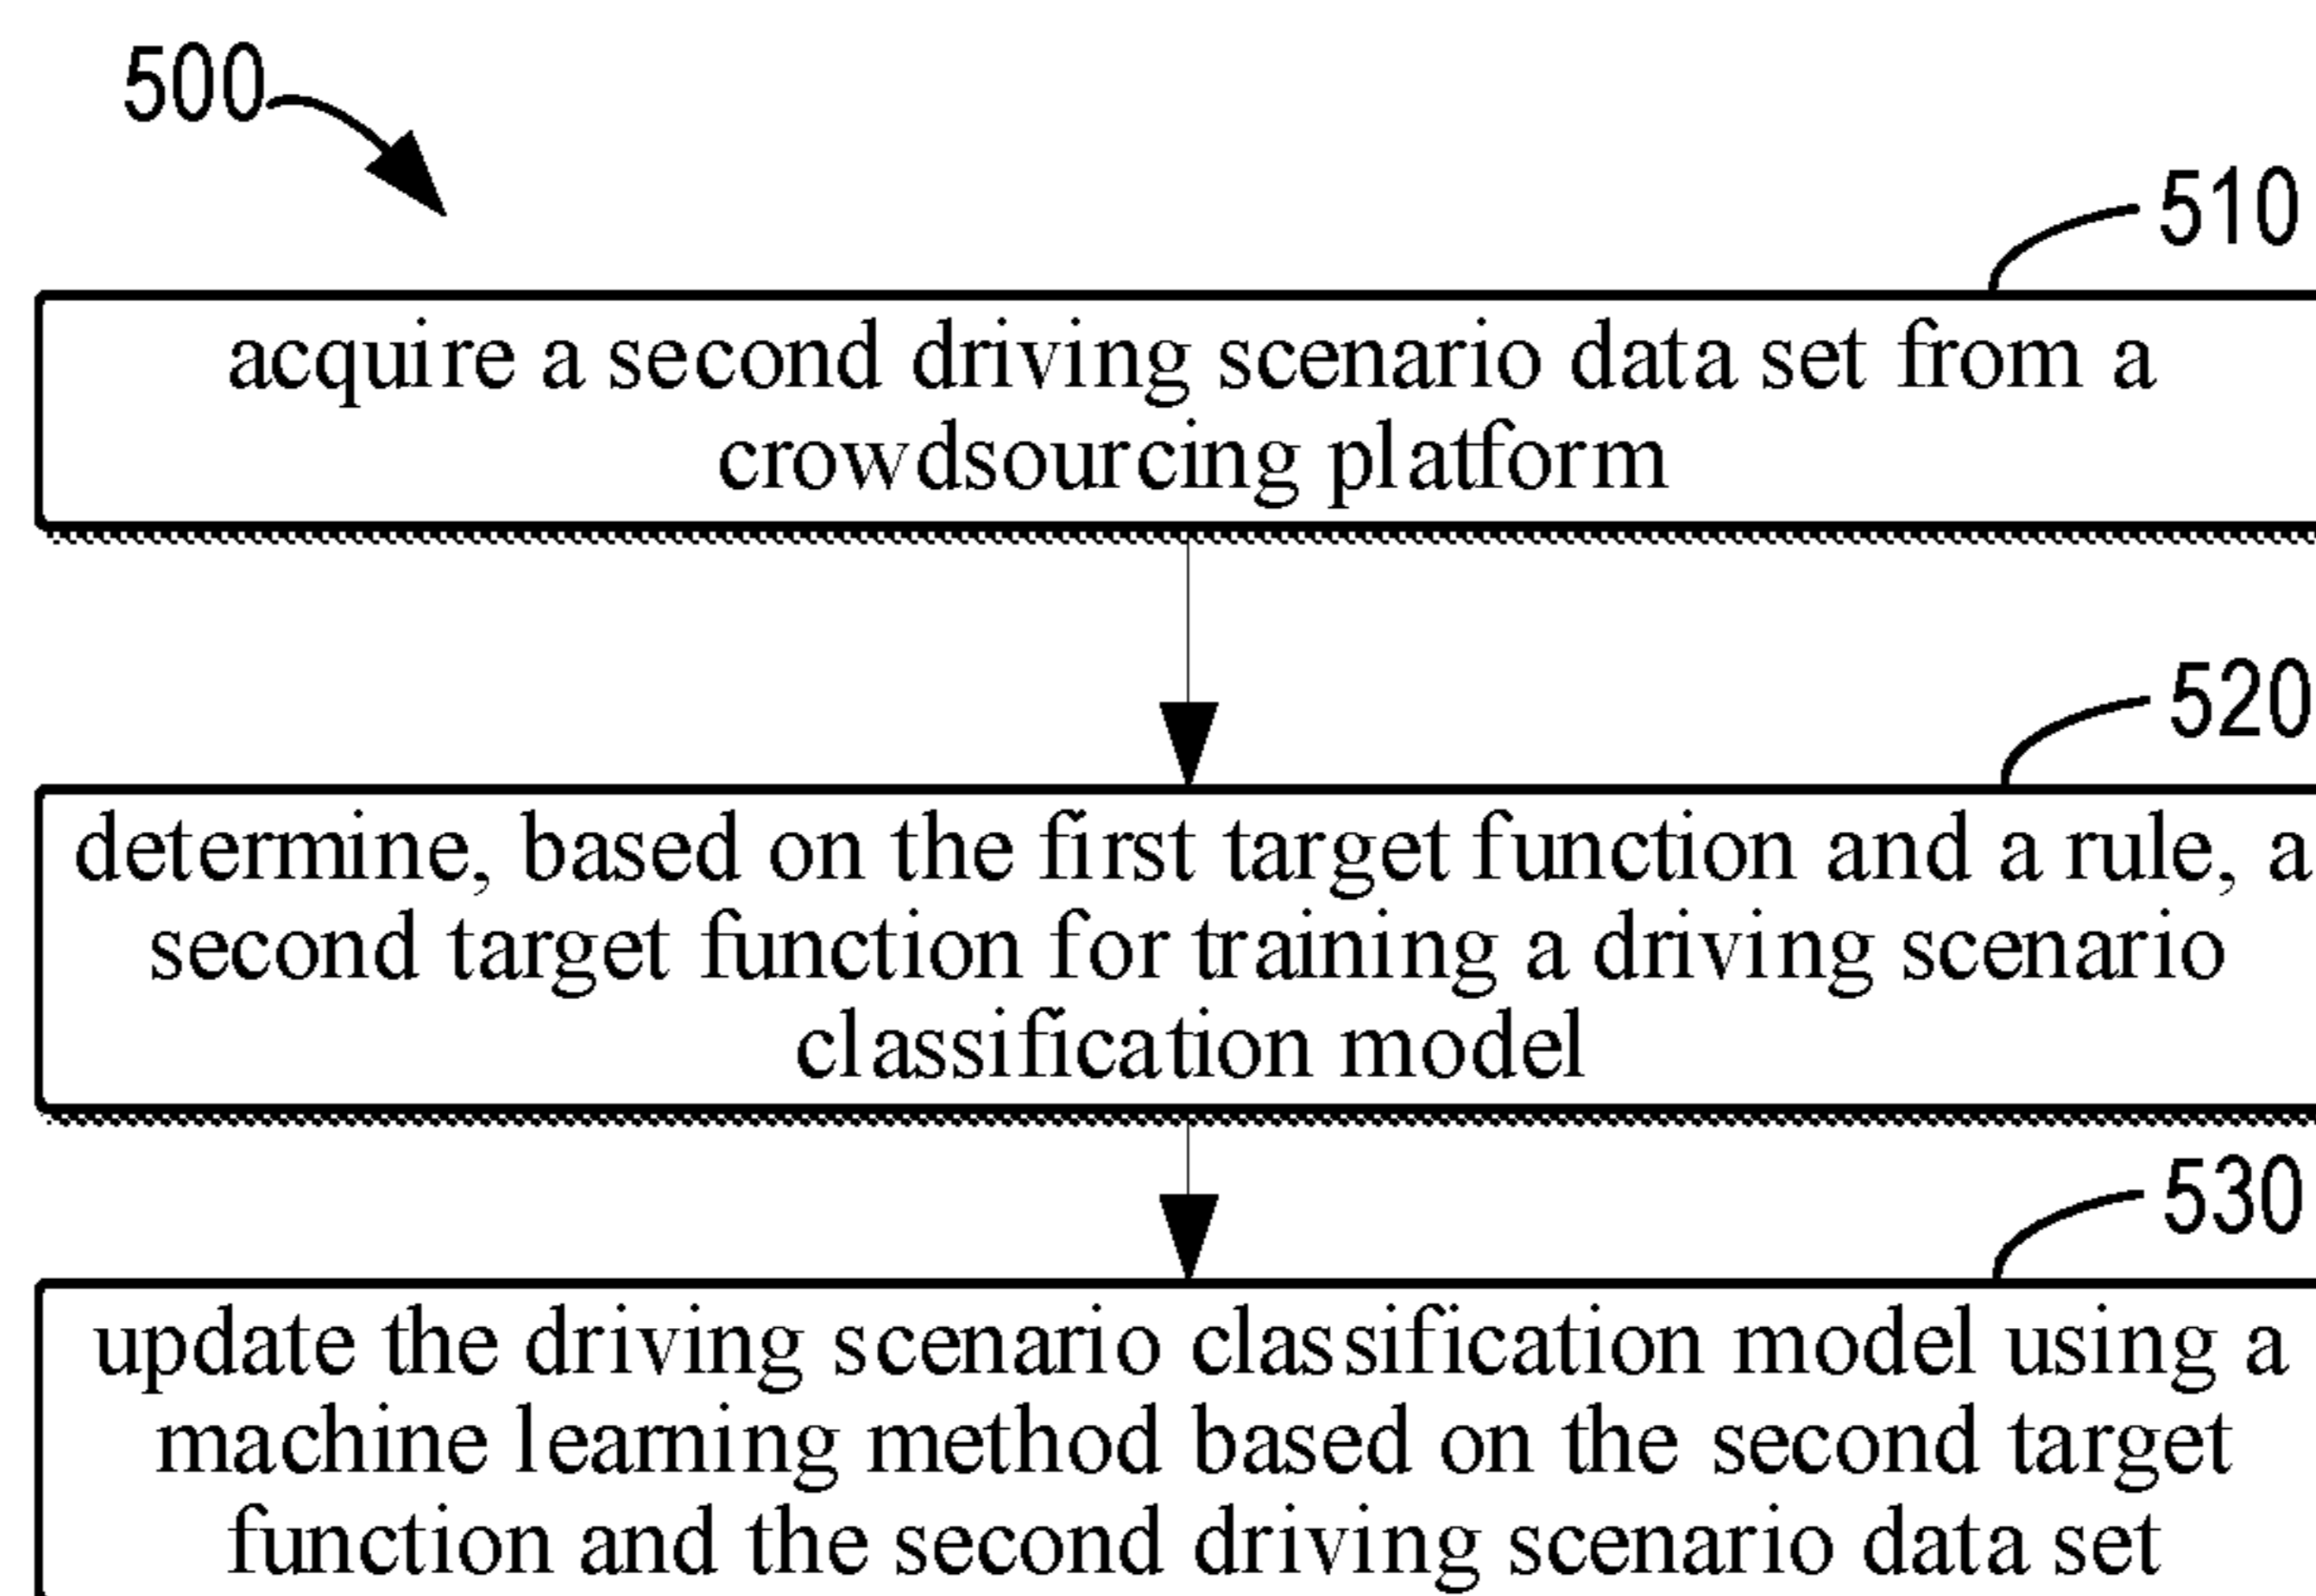 500
510
acquire a second driving scenario data set from a
crowdsourcing platform
520
determine, based on the first target function and a rule, a
second target function for training a driving scenario
classification model
530
update the driving scenario classification model using a
machine learning method based on the second target
function and the second driving scenario data set